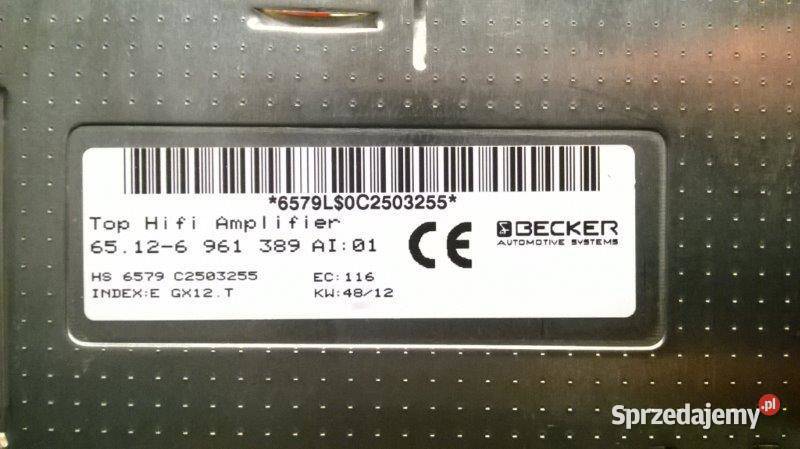 *6579L$0C2503255*
Top Hifi Amplifier
65.12-6 961 389 AI:01
HS 6579 C2503255
INDEX:E GX12.T
EC:116
KW:48/12
CE
BECKER
AUTOMOTIVE SYSTEMS
Sprzedajemy.pl